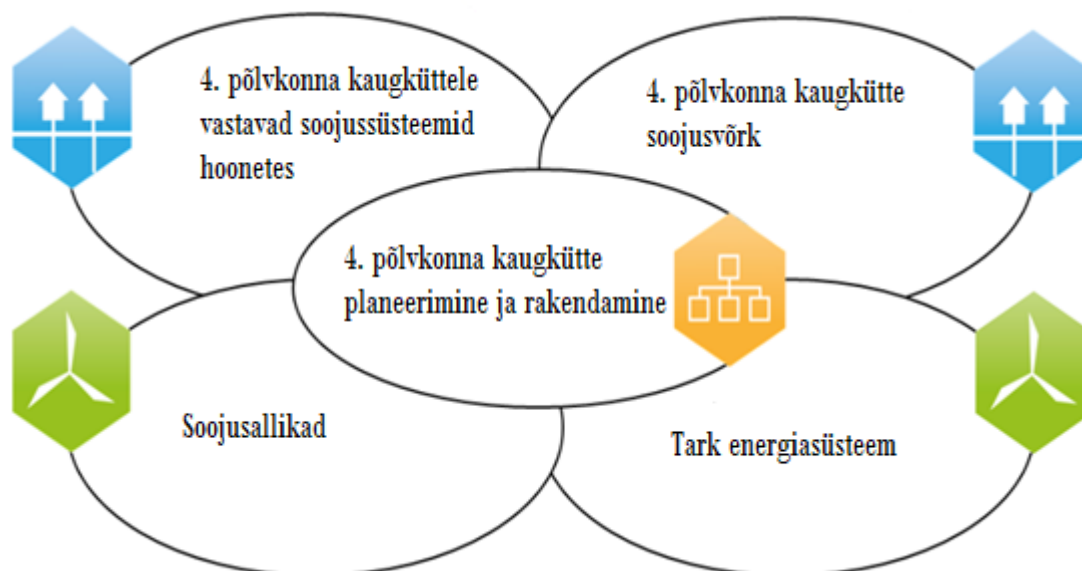 4. põlvkonna kaugküttele
vastavad soojussüsteemid
hoonetes
4. põlvkonna kaugkütte
soojusvõrk
4. põlvkonna kaugkütte
planeerimine ja rakendamine
Soojusallikad
Tark energiasüsteem